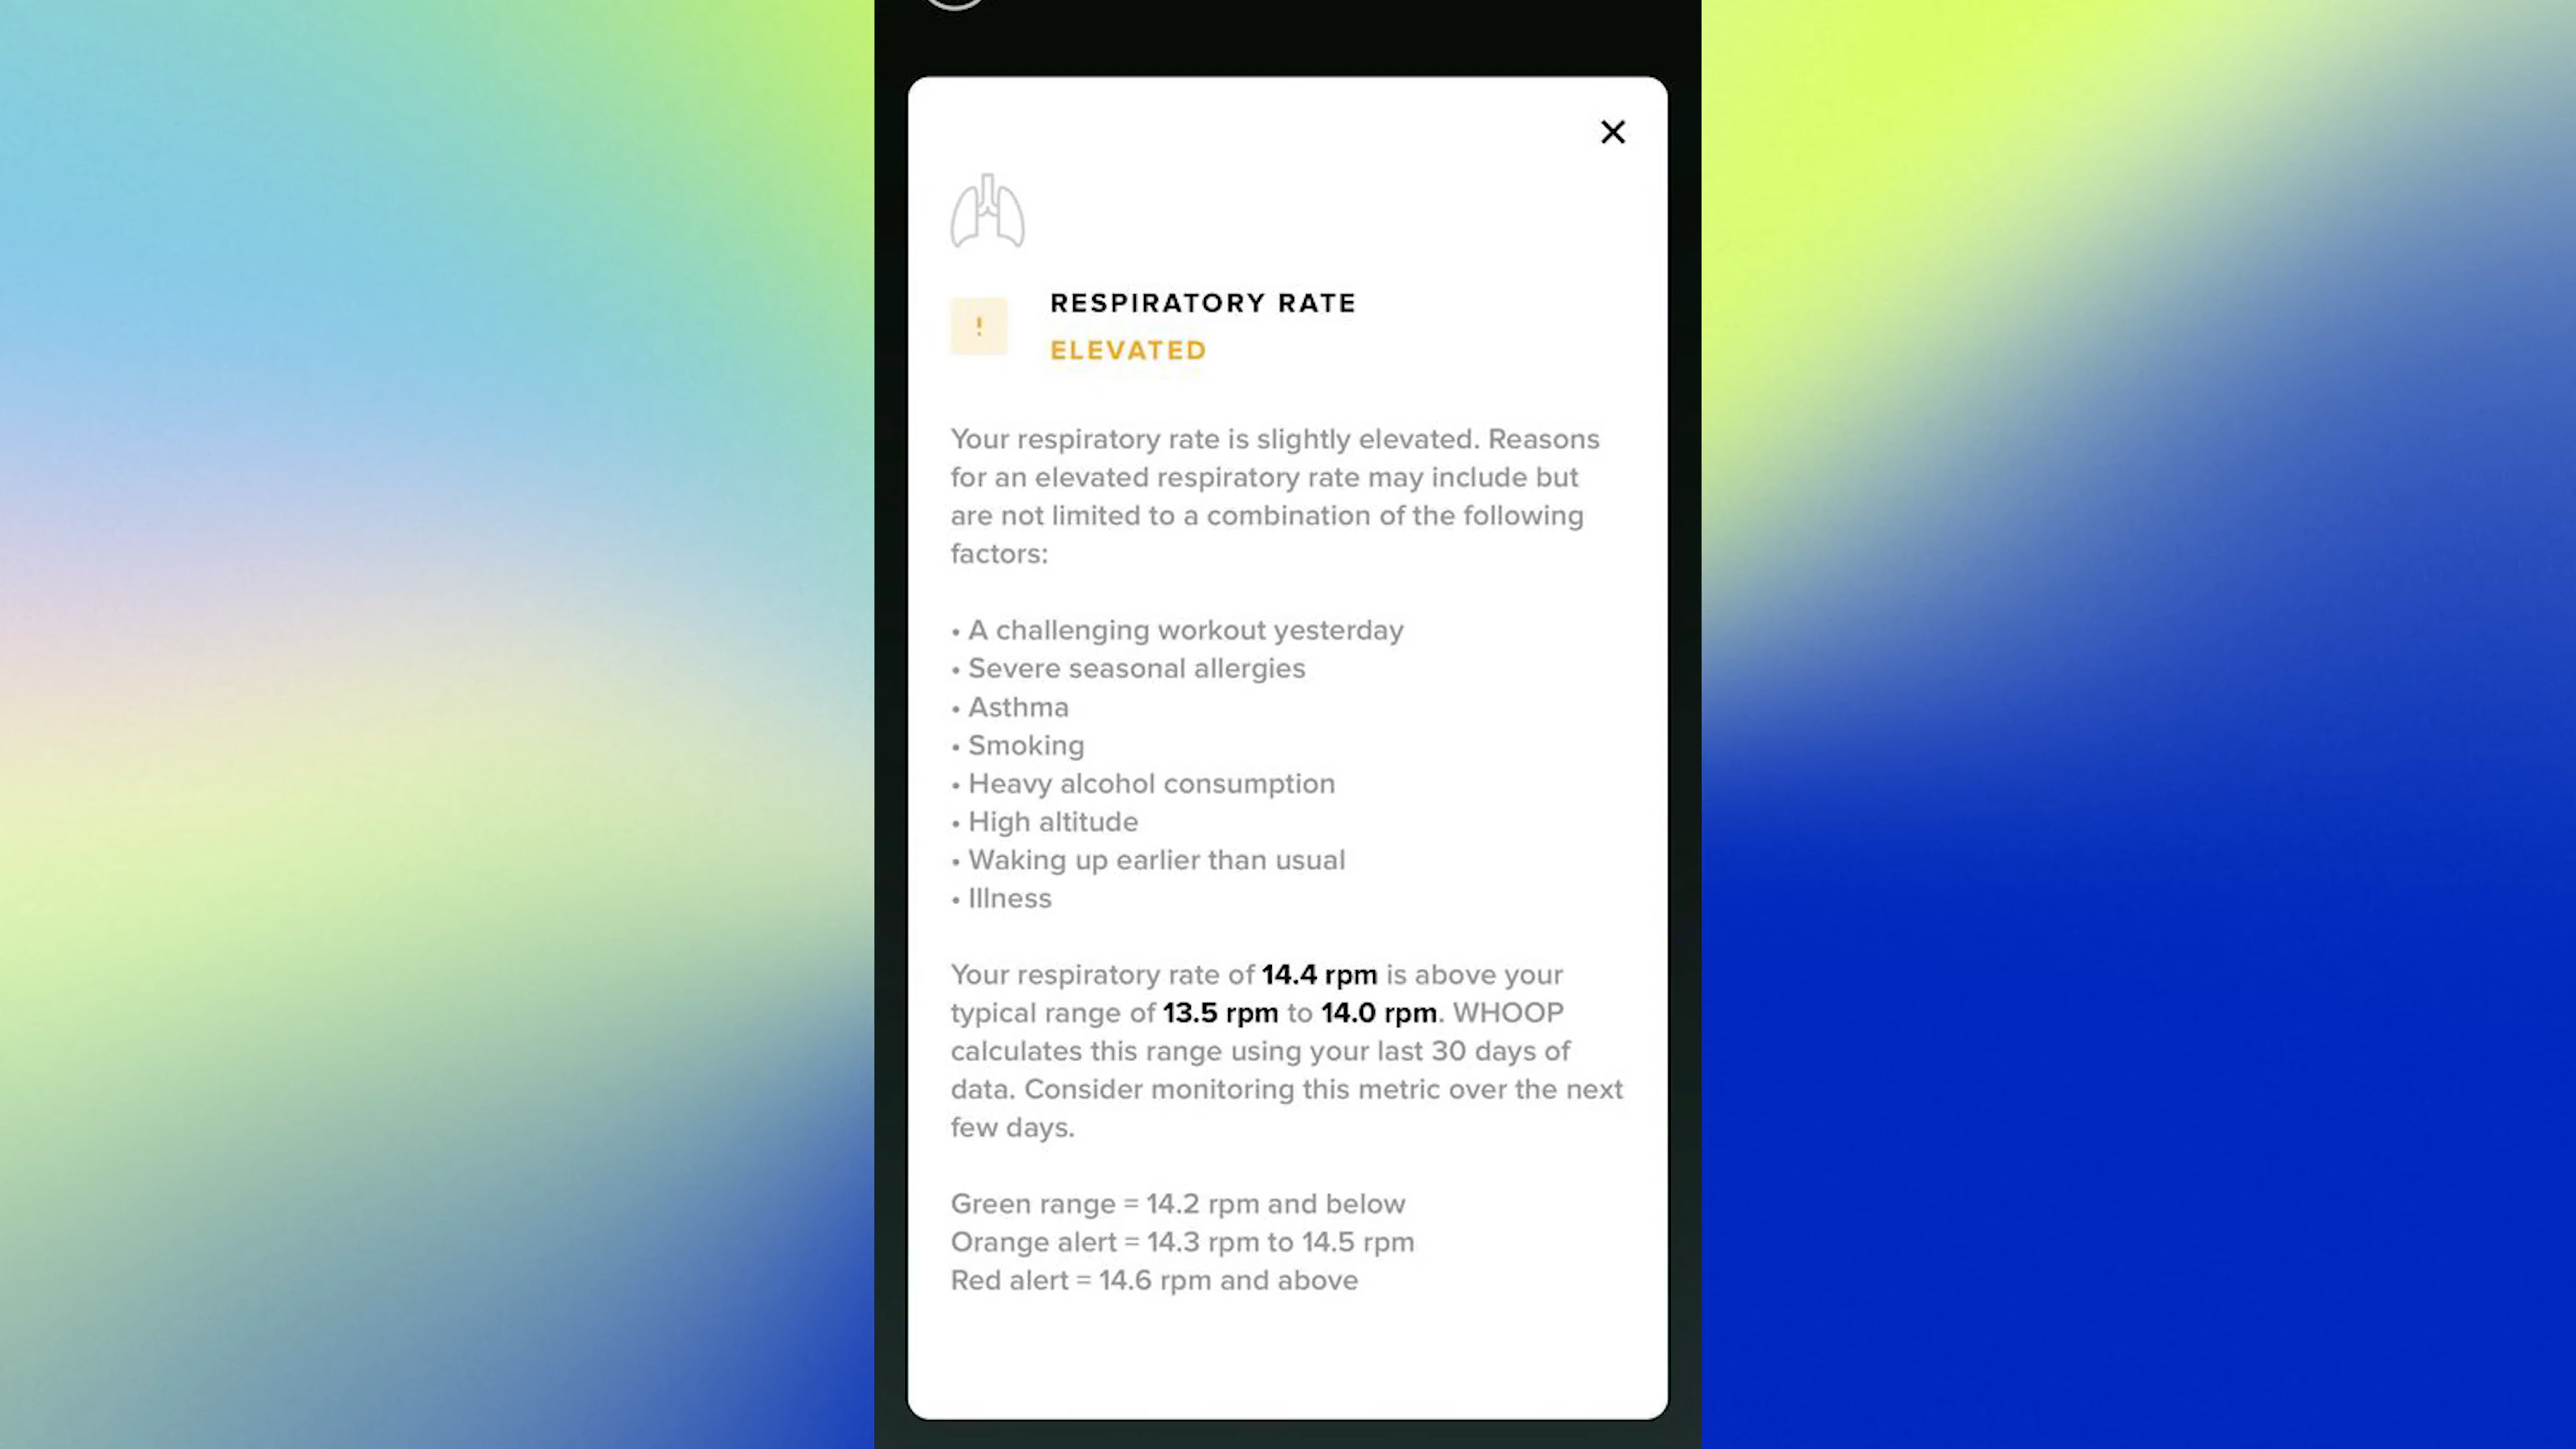 RESPIRATORY RATE
!
ELEVATED
Your respiratory rate is slightly elevated. Reasons
for an elevated respiratory rate may include but
are not limited to a combination of the following
factors:
• A challenging workout yesterday
• Severe seasonal allergies
• Asthma
• Smoking
• Heavy alcohol consumption
• High altitude
• Waking up earlier than usual
• Illness
Your respiratory rate of 14.4 rpm is above your
typical range of 13.5 rpm to 14.0 rpm. WHOOP
calculates this range using your last 30 days of
data. Consider monitoring this metric over the next
few days.
Green range = 14.2 rpm and below
Orange alert = 14.3 rpm to 14.5 rpm
Red alert = 14.6 rpm and above